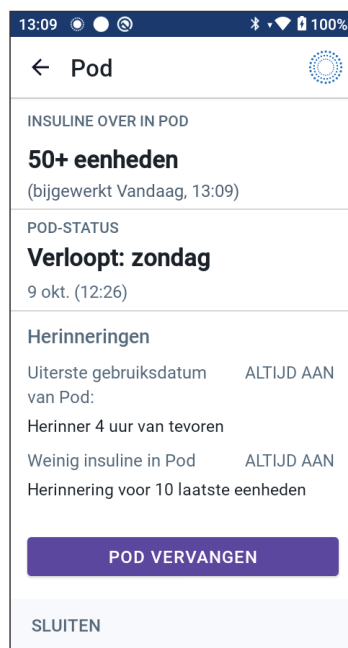 13:09 100%
Pod
INSULINE OVER IN POD
50+ eenheden
(bijgewerkt Vandaag, 13:09)
POD-STATUS
Verloopt: zondag
9 okt. (12:26)
Herinneringen
Uiterste gebruiksdatum ALTIJD AAN
van Pod:
Herinner 4 uur van tevoren
Weinig insuline in Pod ALTIJD AAN
Herinnering voor 10 laatste eenheden
POD VERVANGEN
SLUITEN